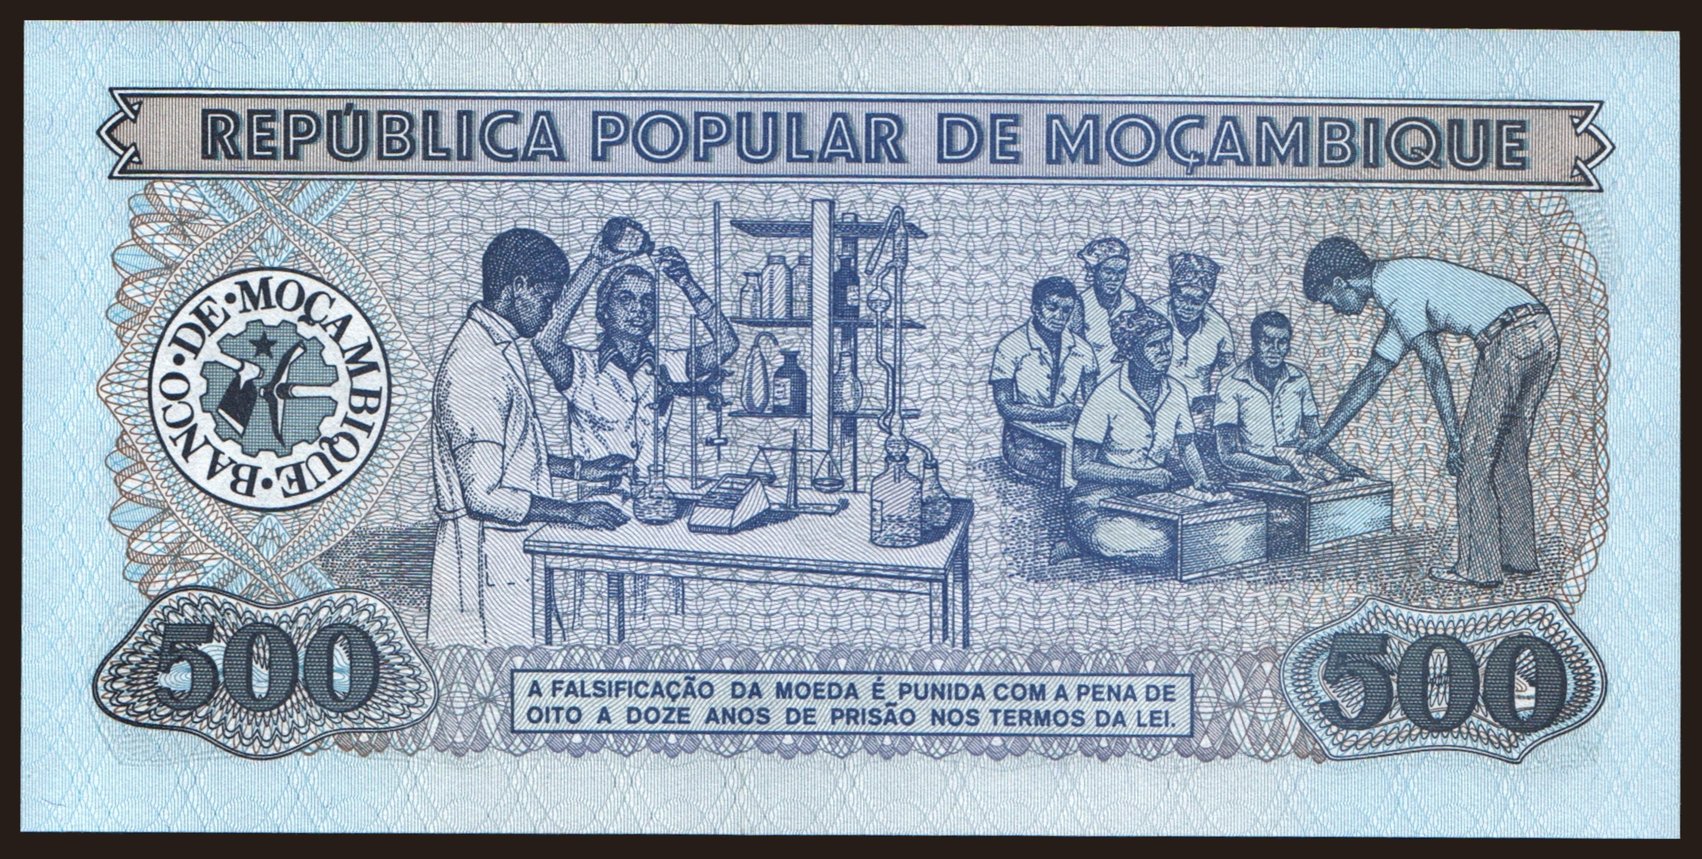 REPÚBLICA POPULAR DE MOÇAMBIQUE
BANCO·DE·MOÇAMBIQUE·
500
500
A FALSIFICAÇÃO DA MOEDA É PUNIDA COM A PENA DE
OITO A DOZE ANOS DE PRISÃO NOS TERMOS DA LEI.